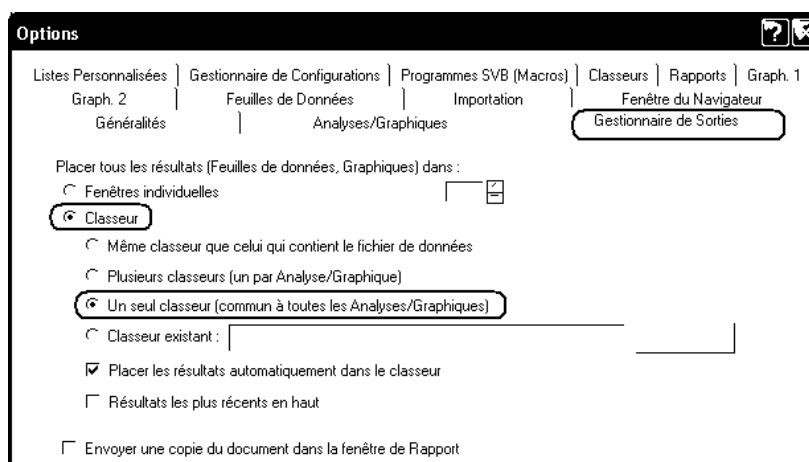 Options
Listes Personnalisées Gestionnaire de Configurations Programmes SVB (Macros) Classeurs Rapports Graph. 1
Graph. 2 Feuilles de Données Importation Fenêtre du Navigateur
Généralités Analyses/Graphiques Gestionnaire de Sorties
Placer tous les résultats (Feuilles de données, Graphiques) dans :
Fenêtres individuelles
Classeur
Même classeur que celui qui contient le fichier de données
Plusieurs classeurs (un par Analyse/Graphique)
Un seul classeur (commun à toutes les Analyses/Graphiques)
Classeur existant :
Placer les résultats automatiquement dans le classeur
Résultats les plus récents en haut
Envoyer une copie du document dans la fenêtre de Rapport